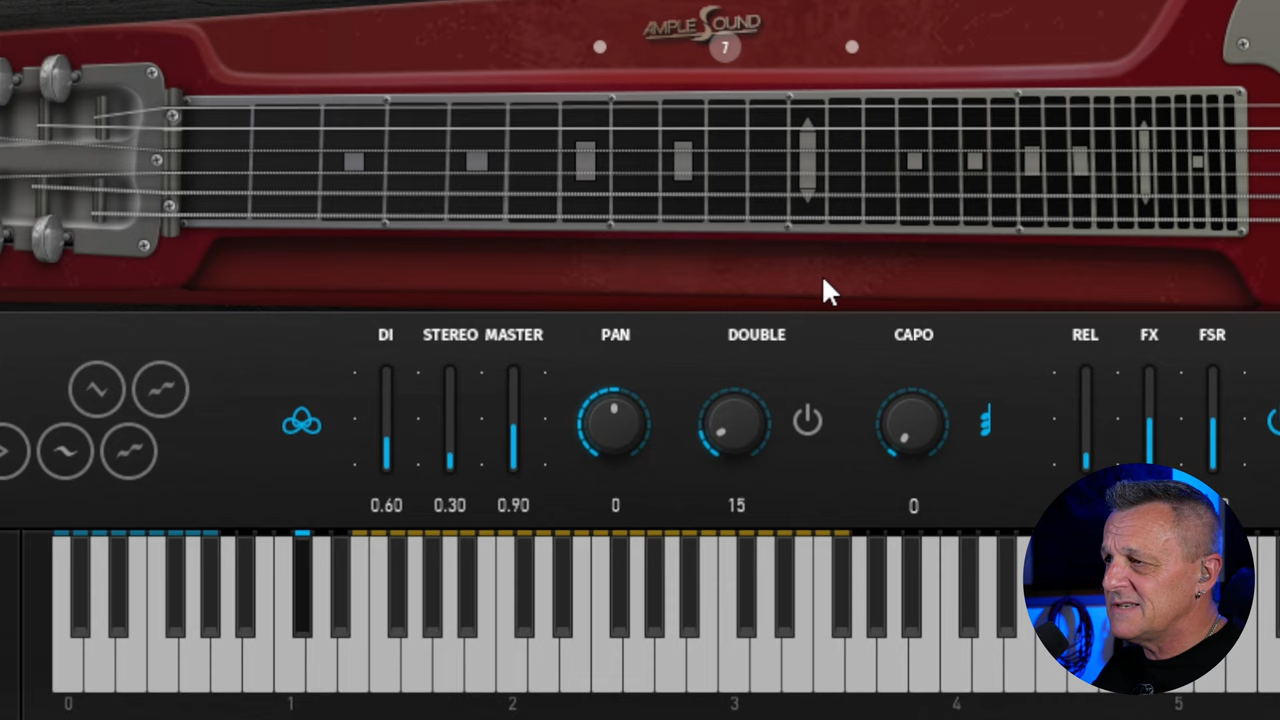 AMPLE SOUND
7
DI STEREO MASTER PAN DOUBLE CAPO REL FX FSR
0.60 0.30 0.90 0 15 0
0 1 2 3 4 5